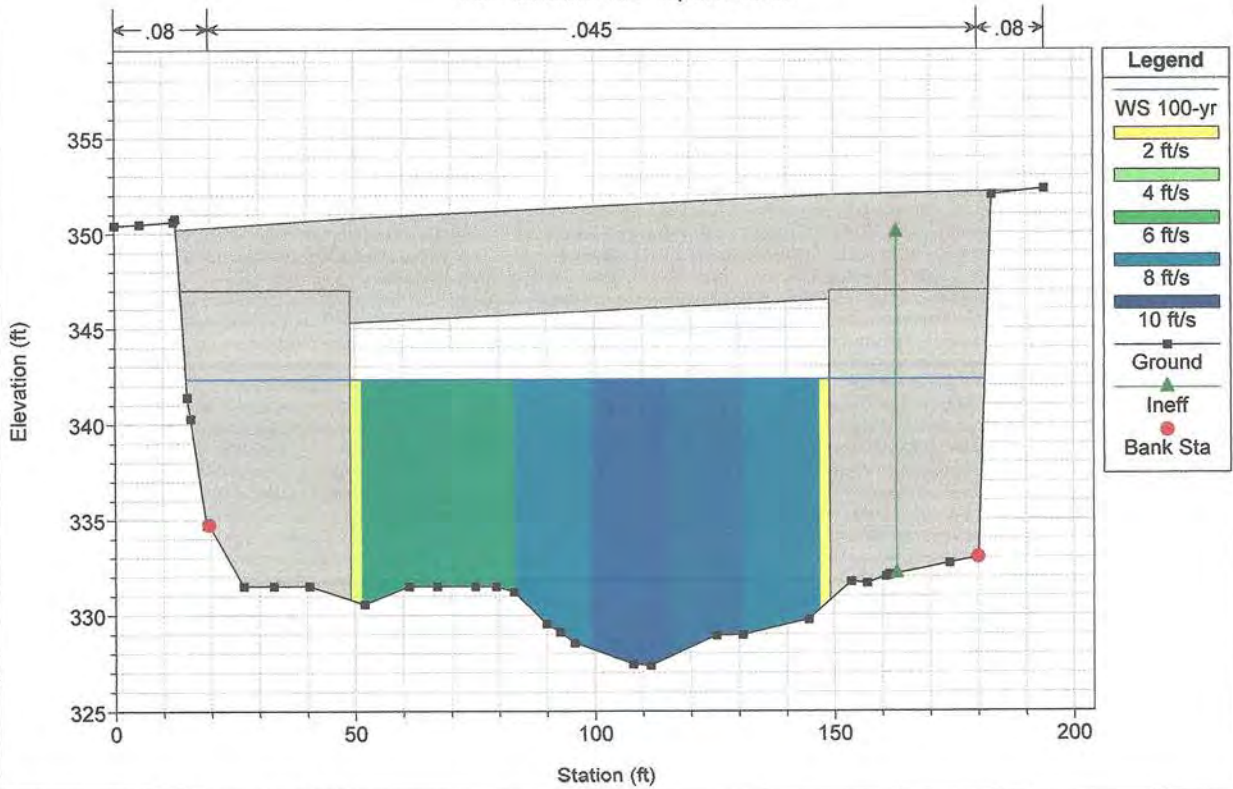 .08
.045
.08
Legend
WS 100-yr
2 ft/s
4 ft/s
6 ft/s
8 ft/s
10 ft/s
Ground
Ineff
Bank Sta
355
350
345
340
335
330
325
Elevation (ft)
0
50
100
150
200
Station (ft)